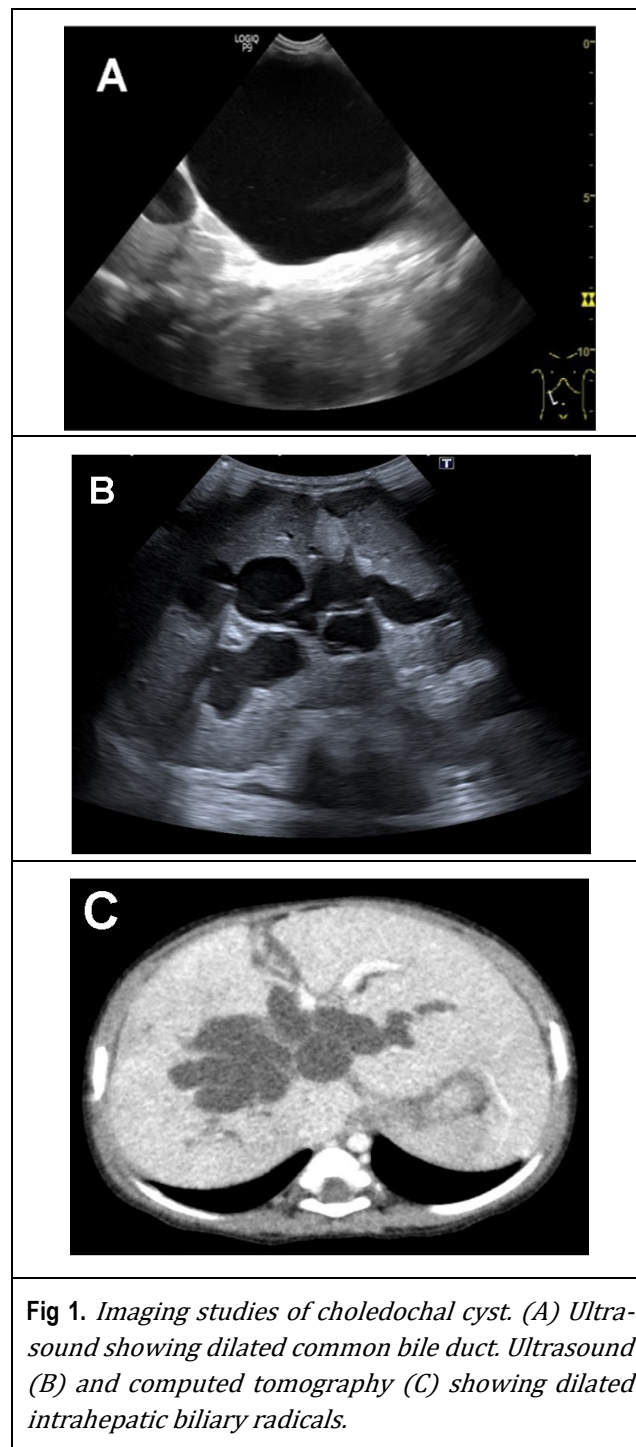 LOGIQ
P9
A
0
5
10
B
T
C
Fig 1. Imaging studies of choledochal cyst. (A) Ultra-
sound showing dilated common bile duct. Ultrasound
(B) and computed tomography (C) showing dilated
intrahepatic biliary radicals.